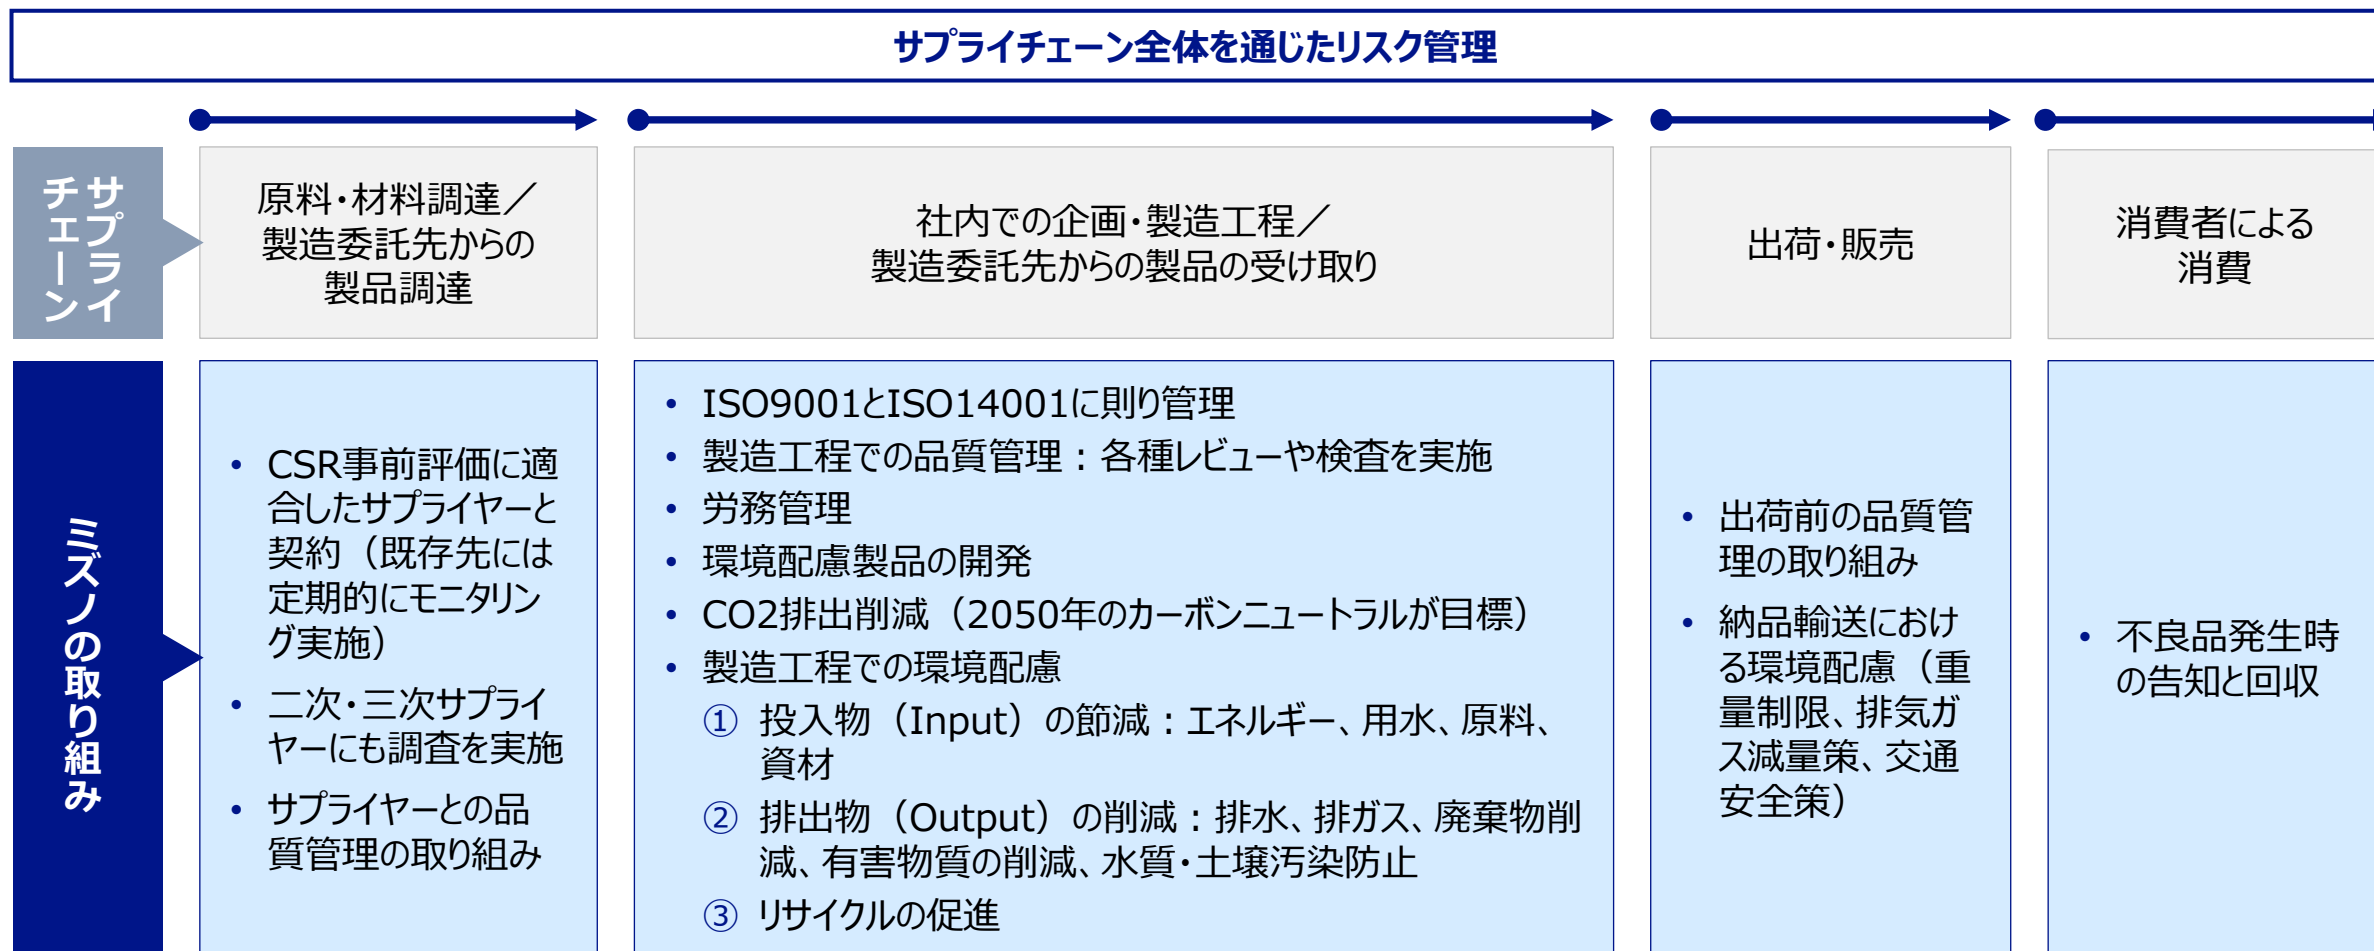 サプライチェーン全体を通じたリスク管理
サプライ
チェーン
原料・材料調達／
製造委託先からの
製品調達
社内での企画・製造工程／
製造委託先からの製品の受け取り
出荷・販売
消費者による
消費
ミズノの取り組み
• CSR事前評価に適
合したサプライヤーと
契約（既存先には
定期的にモニタリン
グ実施）
• 二次・三次サプライ
ヤーにも調査を実施
• サプライヤーとの品
質管理の取り組み
• ISO9001とISO14001に則り管理
• 製造工程での品質管理：各種レビューや検査を実施
• 労務管理
• 環境配慮製品の開発
• CO2排出削減（2050年のカーボンニュートラルが目標）
• 製造工程での環境配慮
① 投入物（Input）の節減：エネルギー、用水、原料、
資材
② 排出物（Output）の削減：排水、排ガス、廃棄物削
減、有害物質の削減、水質・土壌汚染防止
③ リサイクルの促進
• 出荷前の品質管
理の取り組み
• 納品輸送におけ
る環境配慮（重
量制限、排気ガ
ス減量策、交通
安全策）
• 不良品発生時
の告知と回収